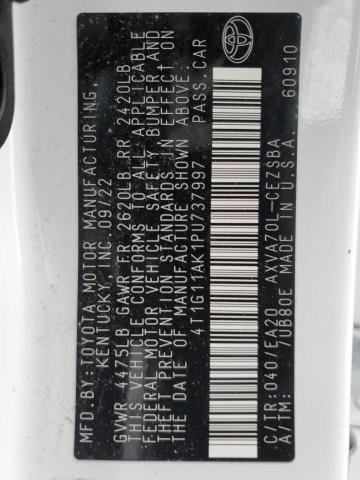 MFD.BY:TOYOTA MOTOR MANUFACTURING,
KENTUCKY, INC. 09/22
GVWR 4475LB GAWR FR 2620LB RR 2420LB
THIS VEHICLE CONFORMS TO ALL APPLICABLE
FEDERAL MOTOR VEHICLE SAFETY, BUMPER AND
THEFT PREVENTION STANDARDS IN EFFECT ON
THE DATE OF MANUFACTURE SHOWN ABOVE.
4T1G11AK1PU737997 PASS.CAR
C/TR:040/EA20 AXVA70L-CEZSBA
A/TM: /0B80E MADE IN U.S.A. 60910